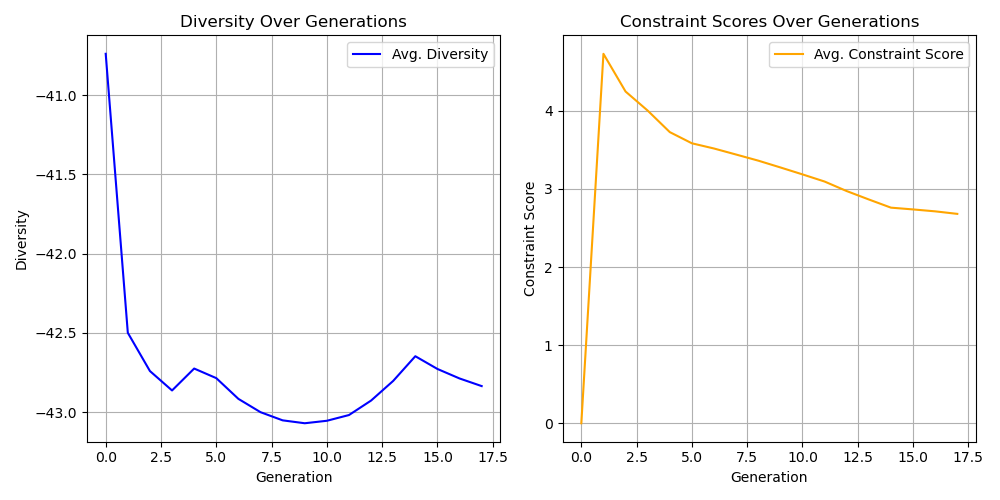 Diversity Over Generations
Avg. Diversity
Diversity
−41.0
−41.5
−42.0
−42.5
−43.0
0.0 2.5 5.0 7.5 10.0 12.5 15.0 17.5
Generation
Constraint Scores Over Generations
Avg. Constraint Score
Constraint Score
4
3
2
1
0
0.0 2.5 5.0 7.5 10.0 12.5 15.0 17.5
Generation